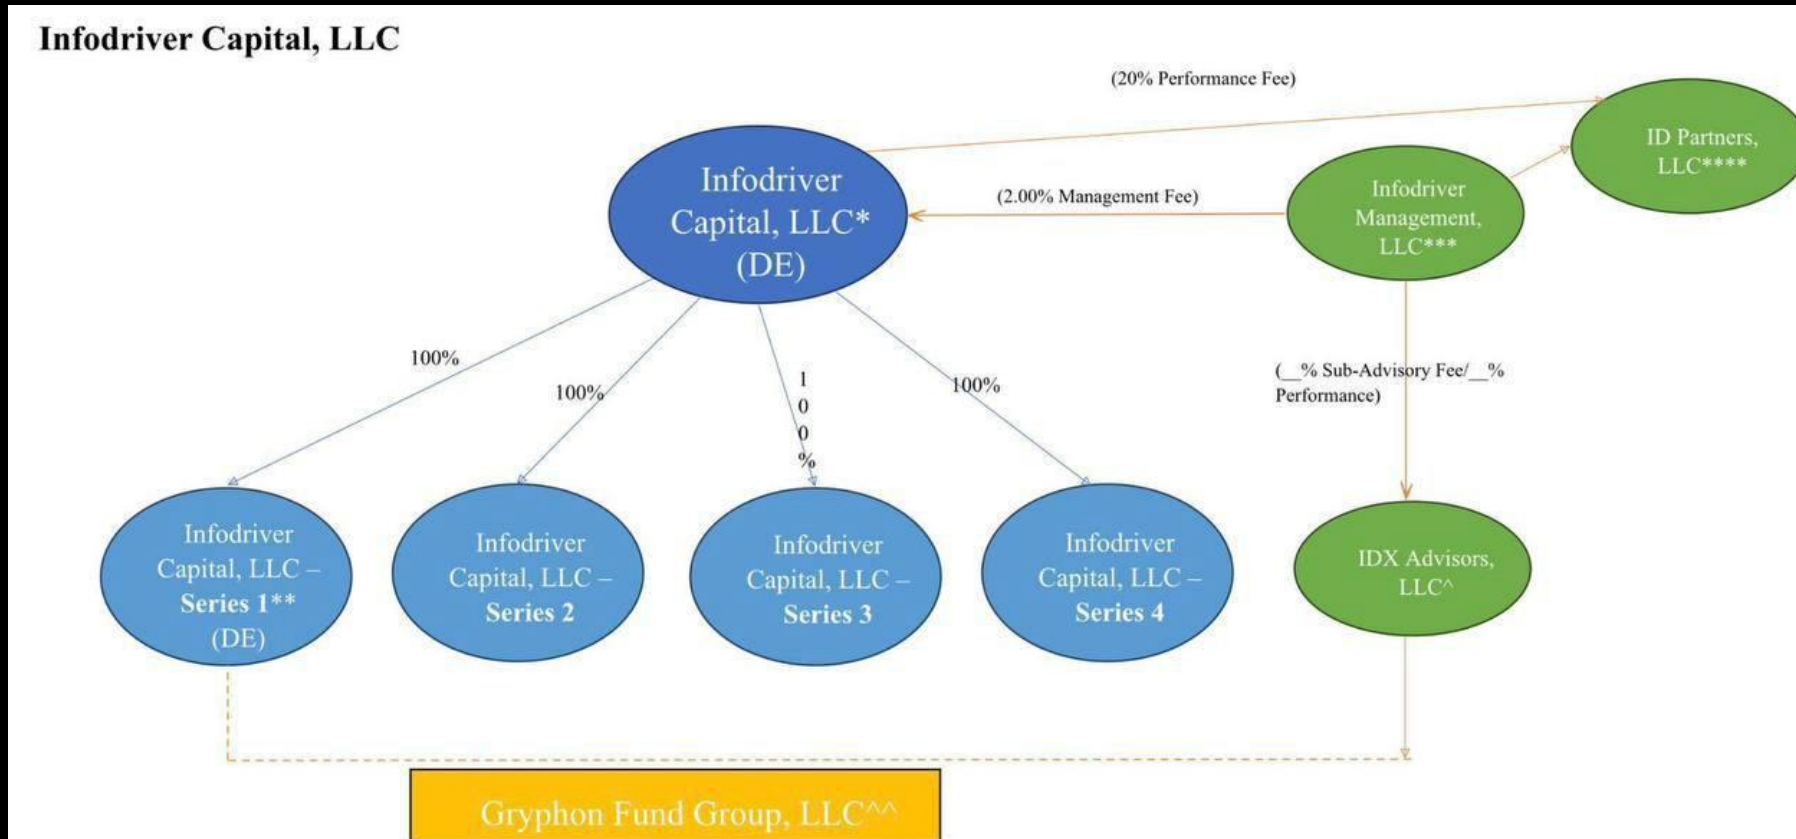 Infodriver Capital, LLC
(20% Performance Fee)
ID Partners,
LLC****
Infodriver
Capital, LLC*
(DE)
(2.00% Management Fee)
Infodriver
Management,
LLC***
100%
100%
100%
100%
(__% Sub-Advisory Fee/__%
Performance)
Infodriver
Capital, LLC –
Series 1**
(DE)
Infodriver
Capital, LLC –
Series 2
Infodriver
Capital, LLC –
Series 3
Infodriver
Capital, LLC –
Series 4
IDX Advisors,
LLC^
Gryphon Fund Group, LLC^^